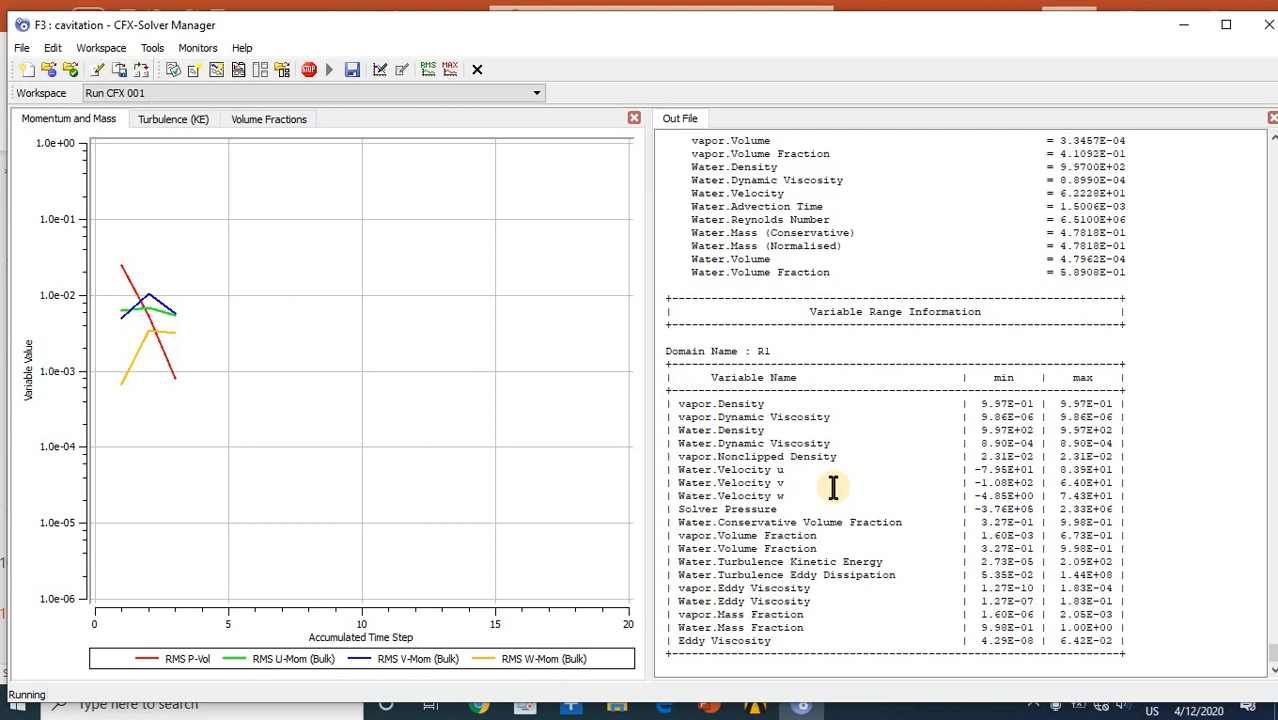 F3 : cavitation - CFX-Solver Manager
File Edit Workspace Tools Monitors Help
STOP RMS MAX
Workspace Run CFX 001
Momentum and Mass Turbulence (KE) Volume Fractions
Out File
1.0e+00
1.0e-01
1.0e-02
1.0e-03
1.0e-04
1.0e-05
1.0e-06
Variable Value
0 5 10 15 20
Accumulated Time Step
RMS P-Vol RMS U-Mom (Bulk) RMS V-Mom (Bulk) RMS W-Mom (Bulk)
vapor.Volume = 3.3457E-04
vapor.Volume Fraction = 4.1092E-01
Water.Density = 9.9700E+02
Water.Dynamic Viscosity = 8.8990E-04
Water.Velocity = 6.2228E+01
Water.Advection Time = 1.5006E-03
Water.Reynolds Number = 6.5100E+06
Water.Mass (Conservative) = 4.7818E-01
Water.Mass (Normalised) = 4.7818E-01
Water.Volume = 4.7962E-04
Water.Volume Fraction = 5.8908E-01
+--------------------------------------------------------------------+
| Variable Range Information |
+--------------------------------------------------------------------+
Domain Name : R1
+--------------------------------------------------------------------+
| Variable Name | min | max |
+--------------------------------------------------------------------+
| vapor.Density | 9.97E-01 | 9.97E-01 |
| vapor.Dynamic Viscosity | 9.86E-06 | 9.86E-06 |
| Water.Density | 9.97E+02 | 9.97E+02 |
| Water.Dynamic Viscosity | 8.90E-04 | 8.90E-04 |
| vapor.Nonclipped Density | 2.31E-02 | 2.31E-02 |
| Water.Velocity u | -7.95E+01 | 8.39E+01 |
| Water.Velocity v | -1.08E+02 | 6.40E+01 |
| Water.Velocity w | -4.85E+00 | 7.43E+01 |
| Solver Pressure | -3.76E+05 | 2.33E+06 |
| Water.Conservative Volume Fraction | 3.27E-01 | 9.98E-01 |
| vapor.Volume Fraction | 1.60E-03 | 6.73E-01 |
| Water.Volume Fraction | 3.27E-01 | 9.98E-01 |
| Water.Turbulence Kinetic Energy | 2.73E-05 | 2.09E+02 |
| Water.Turbulence Eddy Dissipation | 5.35E-02 | 1.44E+08 |
| vapor.Eddy Viscosity | 1.27E-10 | 1.83E-04 |
| Water.Eddy Viscosity | 1.27E-07 | 1.83E-01 |
| vapor.Mass Fraction | 1.60E-06 | 2.05E-03 |
| Water.Mass Fraction | 9.98E-01 | 1.00E+00 |
| Eddy Viscosity | 4.29E-08 | 6.42E-02 |
+--------------------------------------------------------------------+
Running
Type here to search
US 4/12/2020